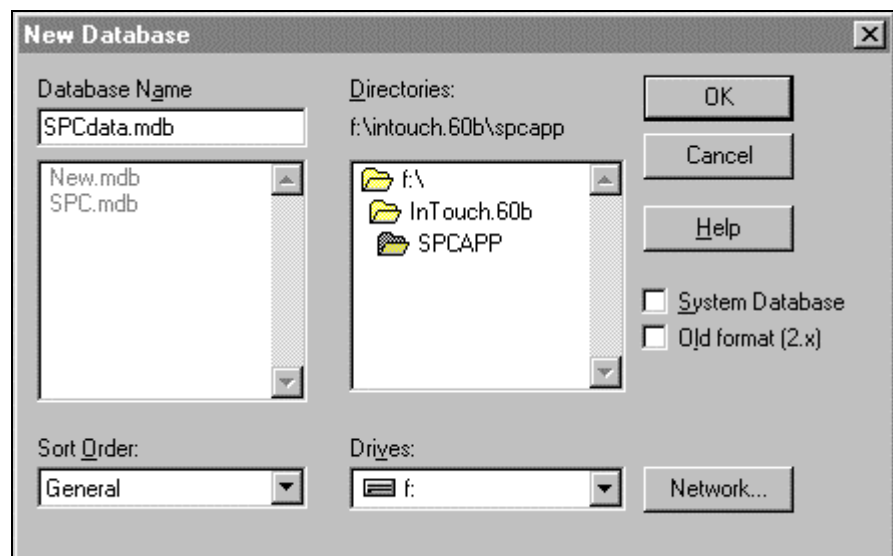 New Database
Database Name
SPCdata.mdb
New.mdb
SPC.mdb
Sort Order:
General
Directories:
f:\intouch.60b\spcapp
f:\
InTouch.60b
SPCAPP
Drives:
f:
OK
Cancel
Help
System Database
Old format (2.x)
Network...